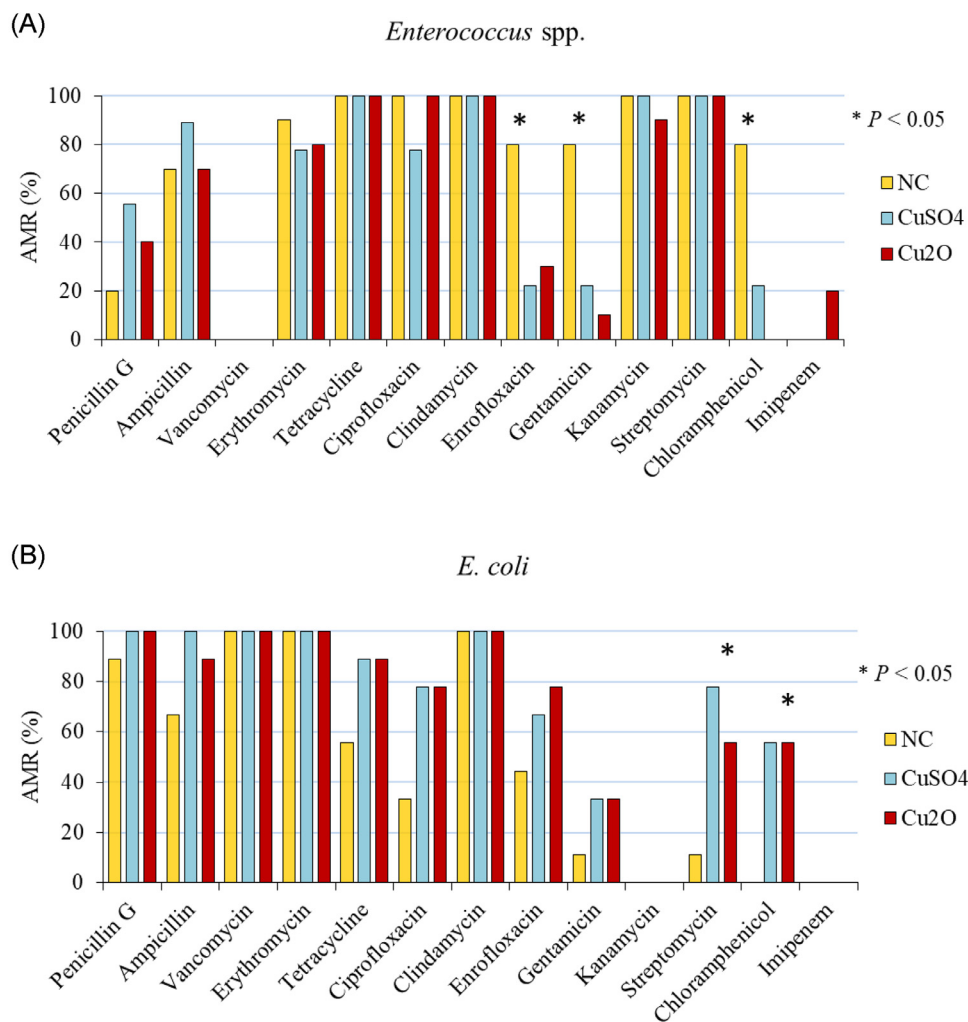 (A)
Enterococcus spp.
100
80
60
40
20
0
AMR (%)
* * *
* P < 0.05
NC
CuSO4
Cu2O
Penicillin G
Ampicillin
Vancomycin
Erythromycin
Tetracycline
Ciprofloxacin
Clindamycin
Enrofloxacin
Gentamicin
Kanamycin
Streptomycin
Chloramphenicol
Imipenem
(B)
E. coli
100
80
60
40
20
0
AMR (%)
*
*
* P < 0.05
NC
CuSO4
Cu2O
Penicillin G
Ampicillin
Vancomycin
Erythromycin
Tetracycline
Ciprofloxacin
Clindamycin
Enrofloxacin
Gentamicin
Kanamycin
Streptomycin
Chloramphenicol
Imipenem